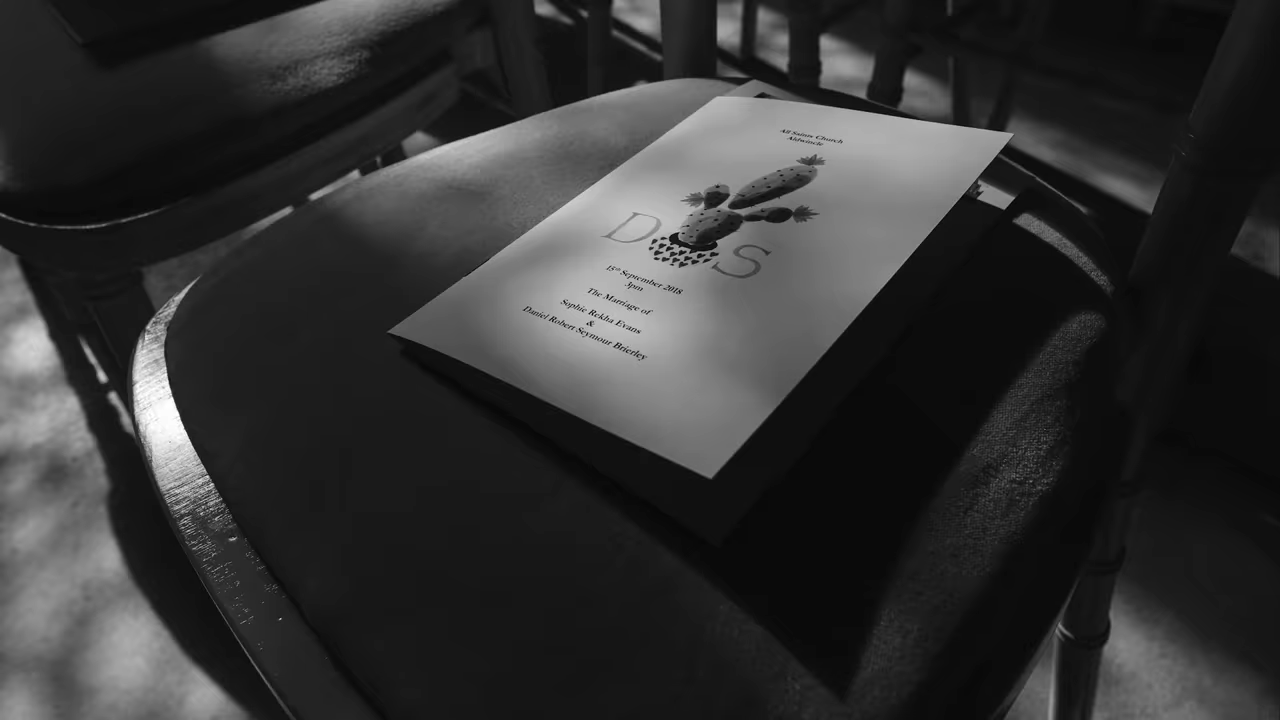 All Saints Church
Aldwincle
D S
15th September 2018
3pm
The Marriage of
Sophie Rekha Evans
&
Daniel Robert Seymour Brierley